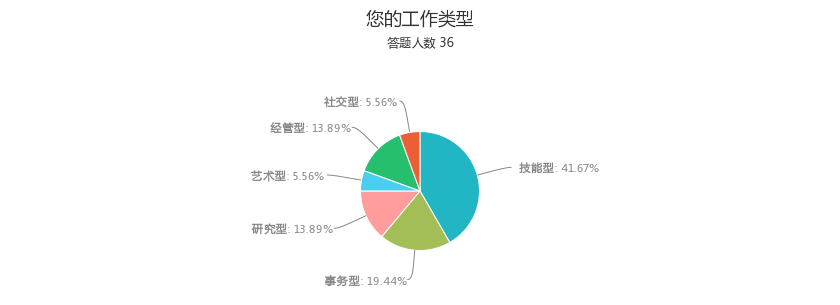 您的工作类型
答题人数 36
社交型: 5.56%
经管型: 13.89%
技能型: 41.67%
艺术型: 5.56%
研究型: 13.89%
事务型: 19.44%